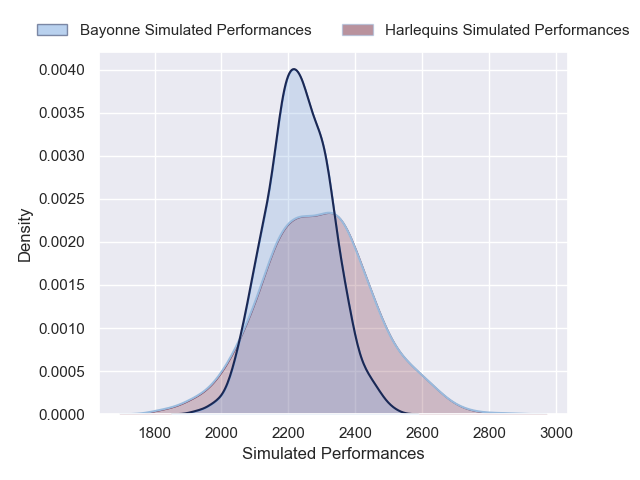 Bayonne Simulated Performances
Harlequins Simulated Performances
0.0040
0.0035
0.0030
0.0025
0.0020
0.0015
0.0010
0.0005
0.0000
Density
1800 2000 2200 2400 2600 2800 3000
Simulated Performances